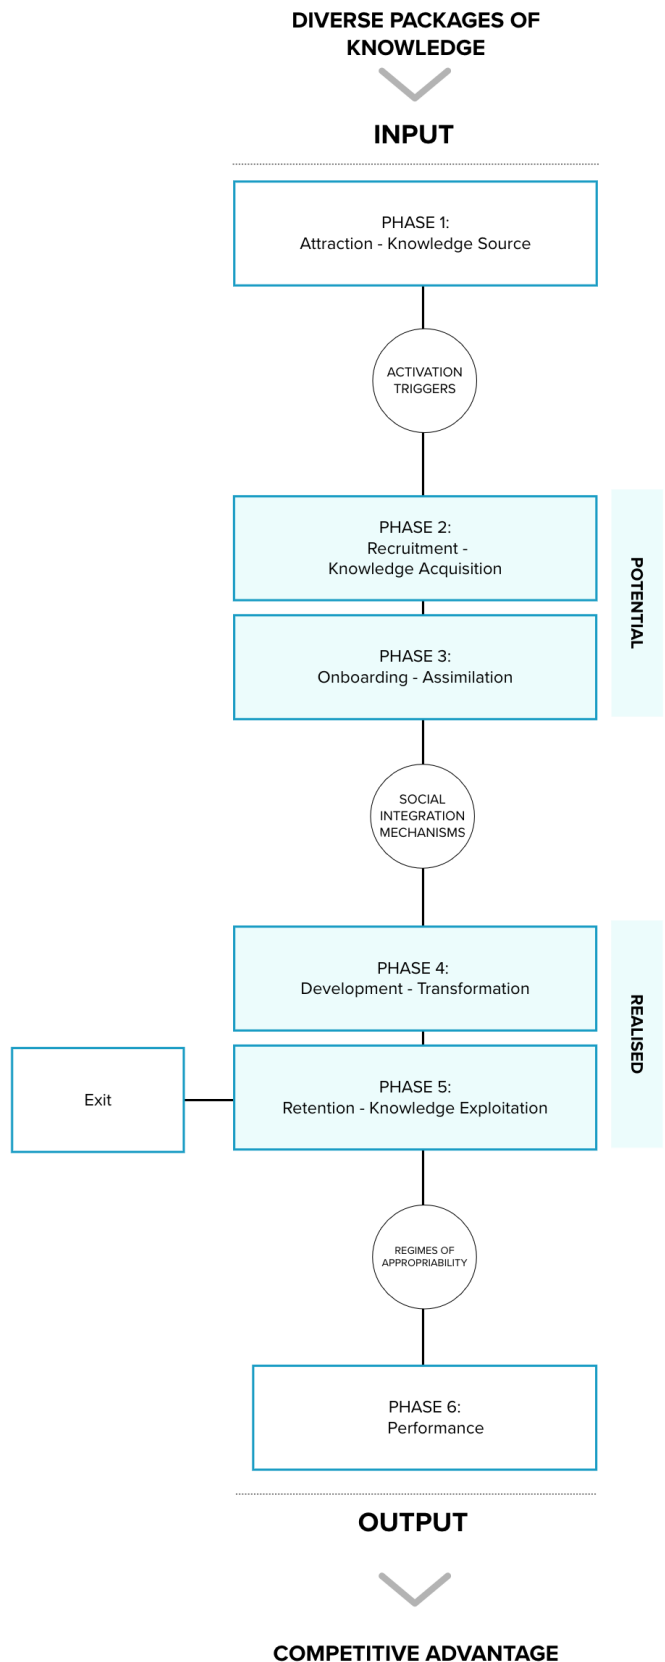 DIVERSE PACKAGES OF
KNOWLEDGE
INPUT
PHASE 1:
Attraction - Knowledge Source
ACTIVATION
TRIGGERS
PHASE 2:
Recruitment -
Knowledge Acquisition
POTENTIAL
PHASE 3:
Onboarding - Assimilation
SOCIAL
INTEGRATION
MECHANISMS
PHASE 4:
Development - Transformation
REALISED
PHASE 5:
Retention - Knowledge Exploitation
Exit
REGIMES OF
APPROPRIABILITY
PHASE 6:
Performance
OUTPUT
COMPETITIVE ADVANTAGE